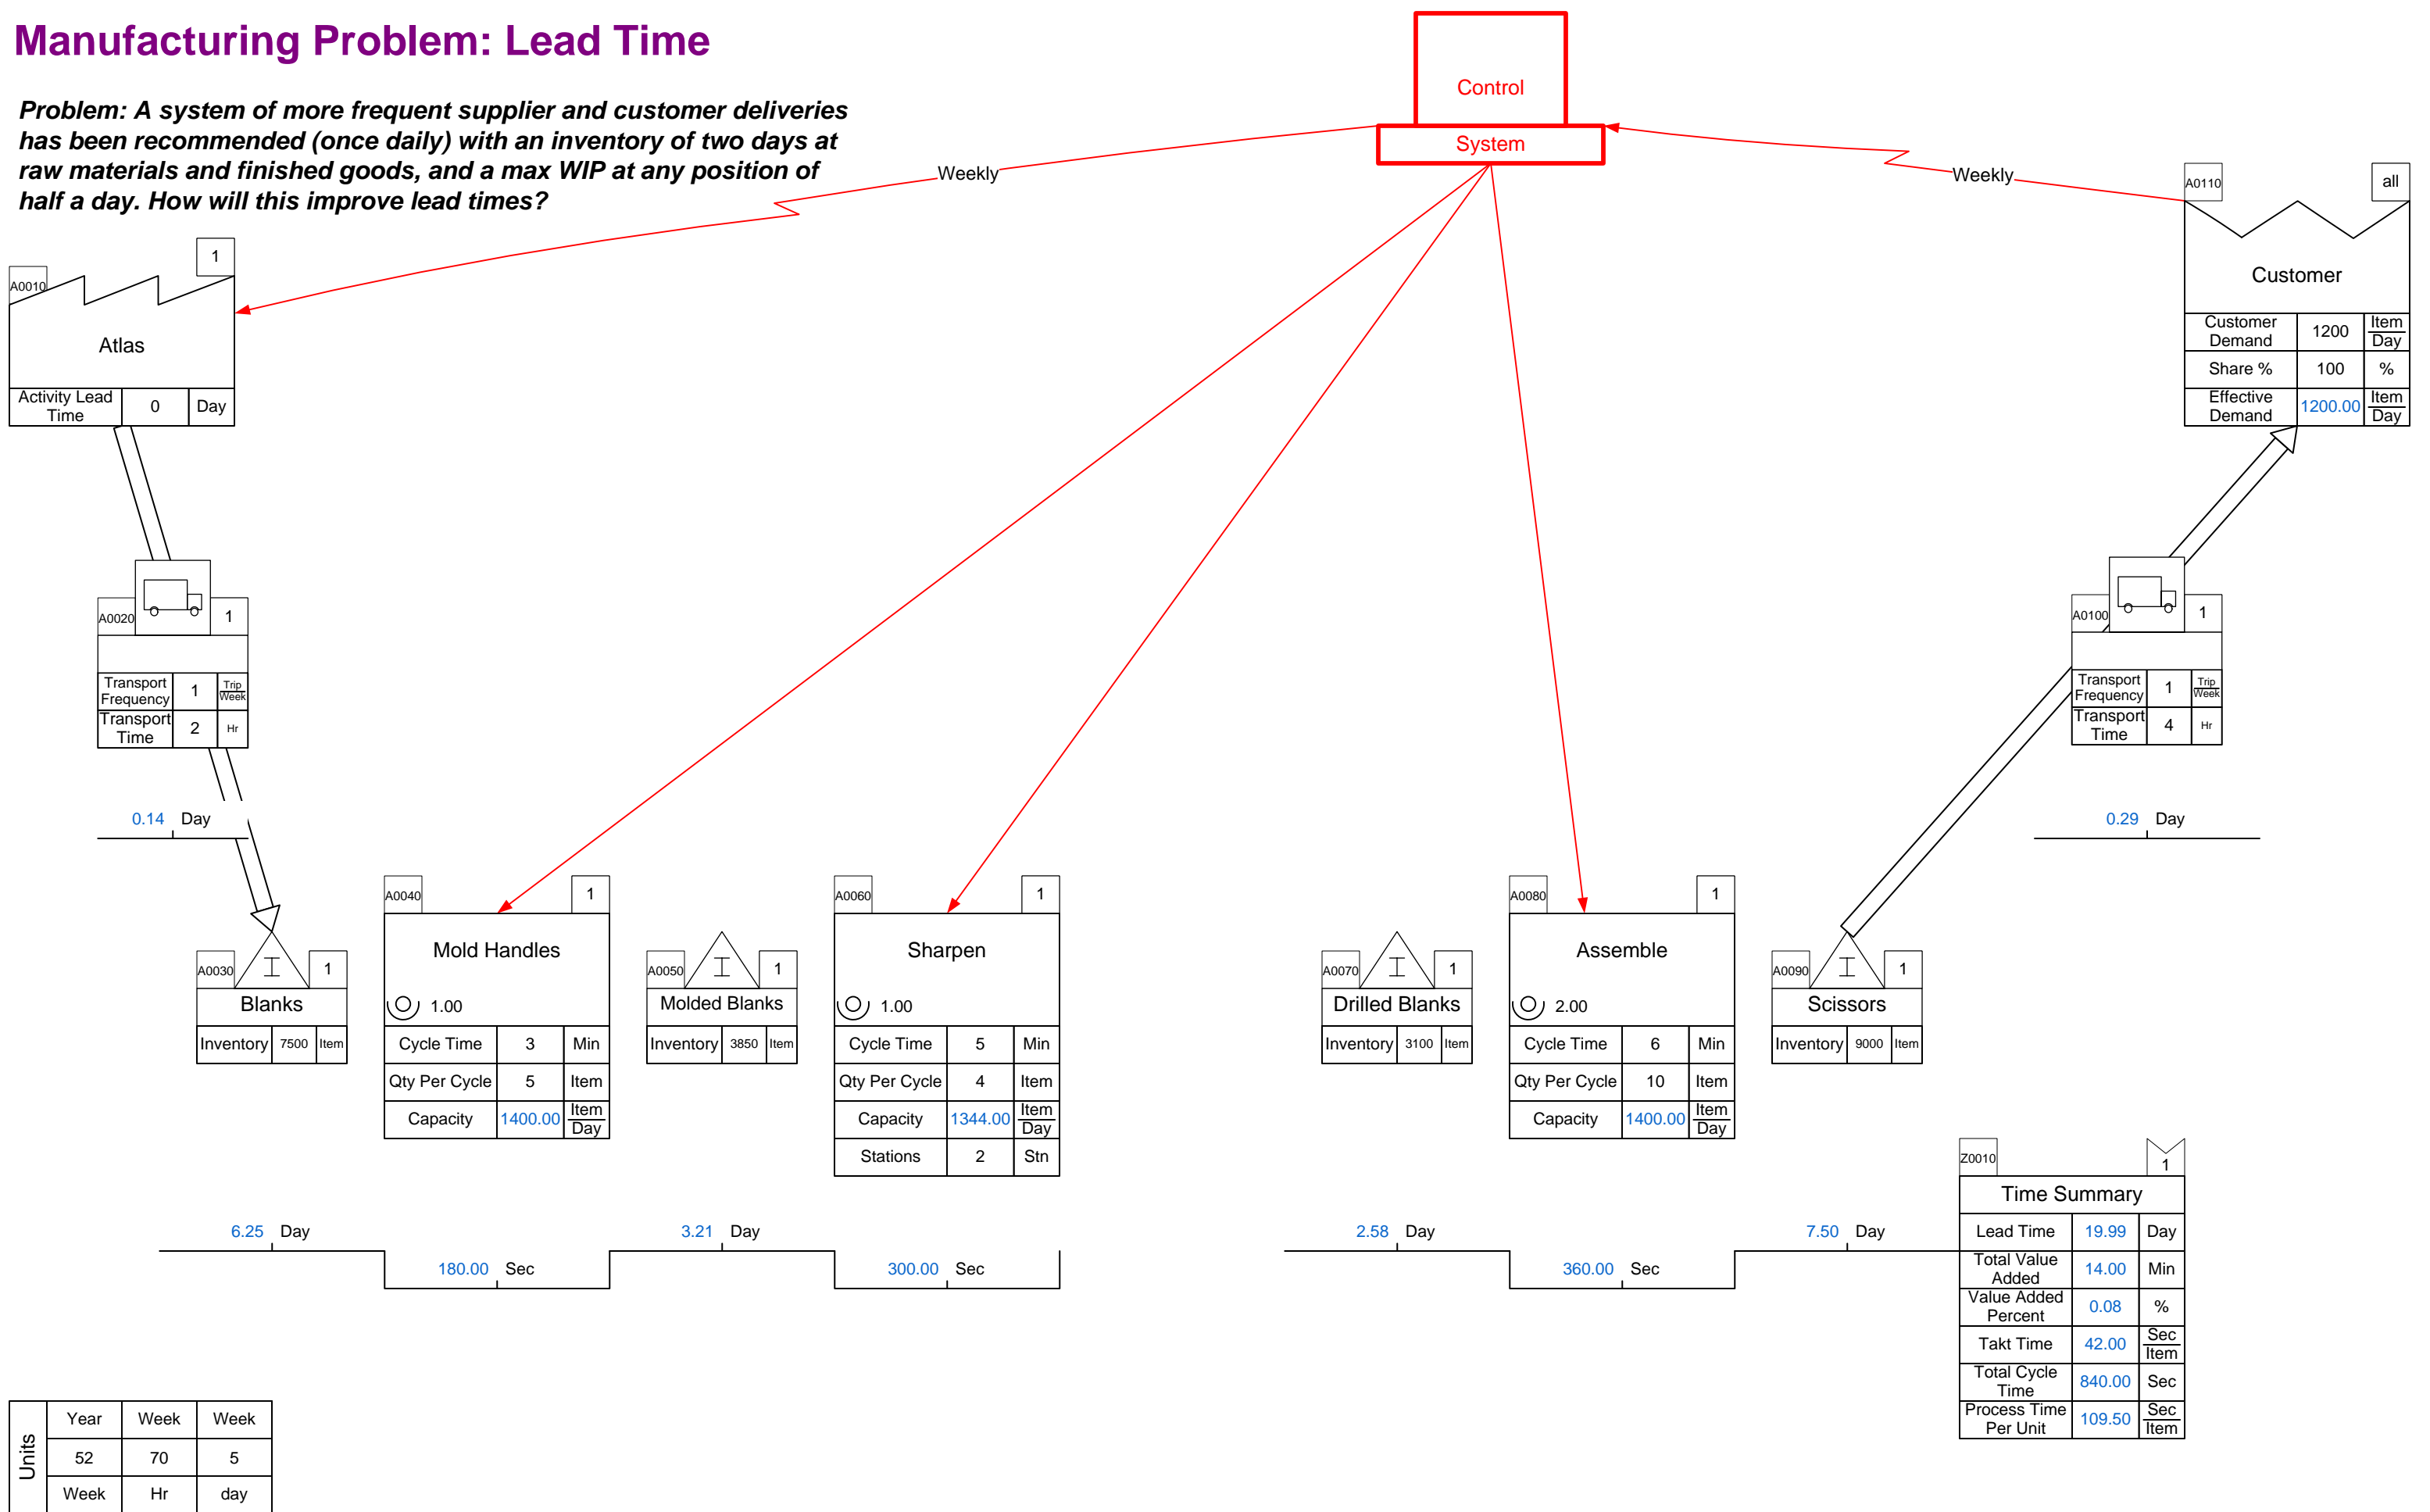 Manufacturing Problem: Lead Time
Problem: A system of more frequent supplier and customer deliveries
has been recommended (once daily) with an inventory of two days at
raw materials and finished goods, and a max WIP at any position of
half a day. How will this improve lead times?
Control
System
Weekly
Weekly
A0010
1
Atlas
Activity Lead Time 0 Day
A0110
all
Customer
Customer Demand 1200 Item Day
Share % 100 %
Effective Demand 1200.00 Item Day
A0020
1
Transport Frequency 1 Trip Week
Transport Time 2 Hr
0.14 Day
A0100
1
Transport Frequency 1 Trip Week
Transport Time 4 Hr
0.29 Day
A0030
1
I
Blanks
Inventory 7500 Item
A0040
1
Mold Handles
1.00
Cycle Time 3 Min
Qty Per Cycle 5 Item
Capacity 1400.00 Item Day
A0050
1
I
Molded Blanks
Inventory 3850 Item
A0060
1
Sharpen
1.00
Cycle Time 5 Min
Qty Per Cycle 4 Item
Capacity 1344.00 Item Day
Stations 2 Stn
A0070
1
I
Drilled Blanks
Inventory 3100 Item
A0080
1
Assemble
2.00
Cycle Time 6 Min
Qty Per Cycle 10 Item
Capacity 1400.00 Item Day
A0090
1
I
Scissors
Inventory 9000 Item
6.25 Day
180.00 Sec
3.21 Day
300.00 Sec
2.58 Day
360.00 Sec
7.50 Day
Z0010
1
Time Summary
Lead Time 19.99 Day
Total Value Added 14.00 Min
Value Added Percent 0.08 %
Takt Time 42.00 Sec Item
Total Cycle Time 840.00 Sec
Process Time Per Unit 109.50 Sec Item
Units
Year Week Week
52 70 5
Week Hr day